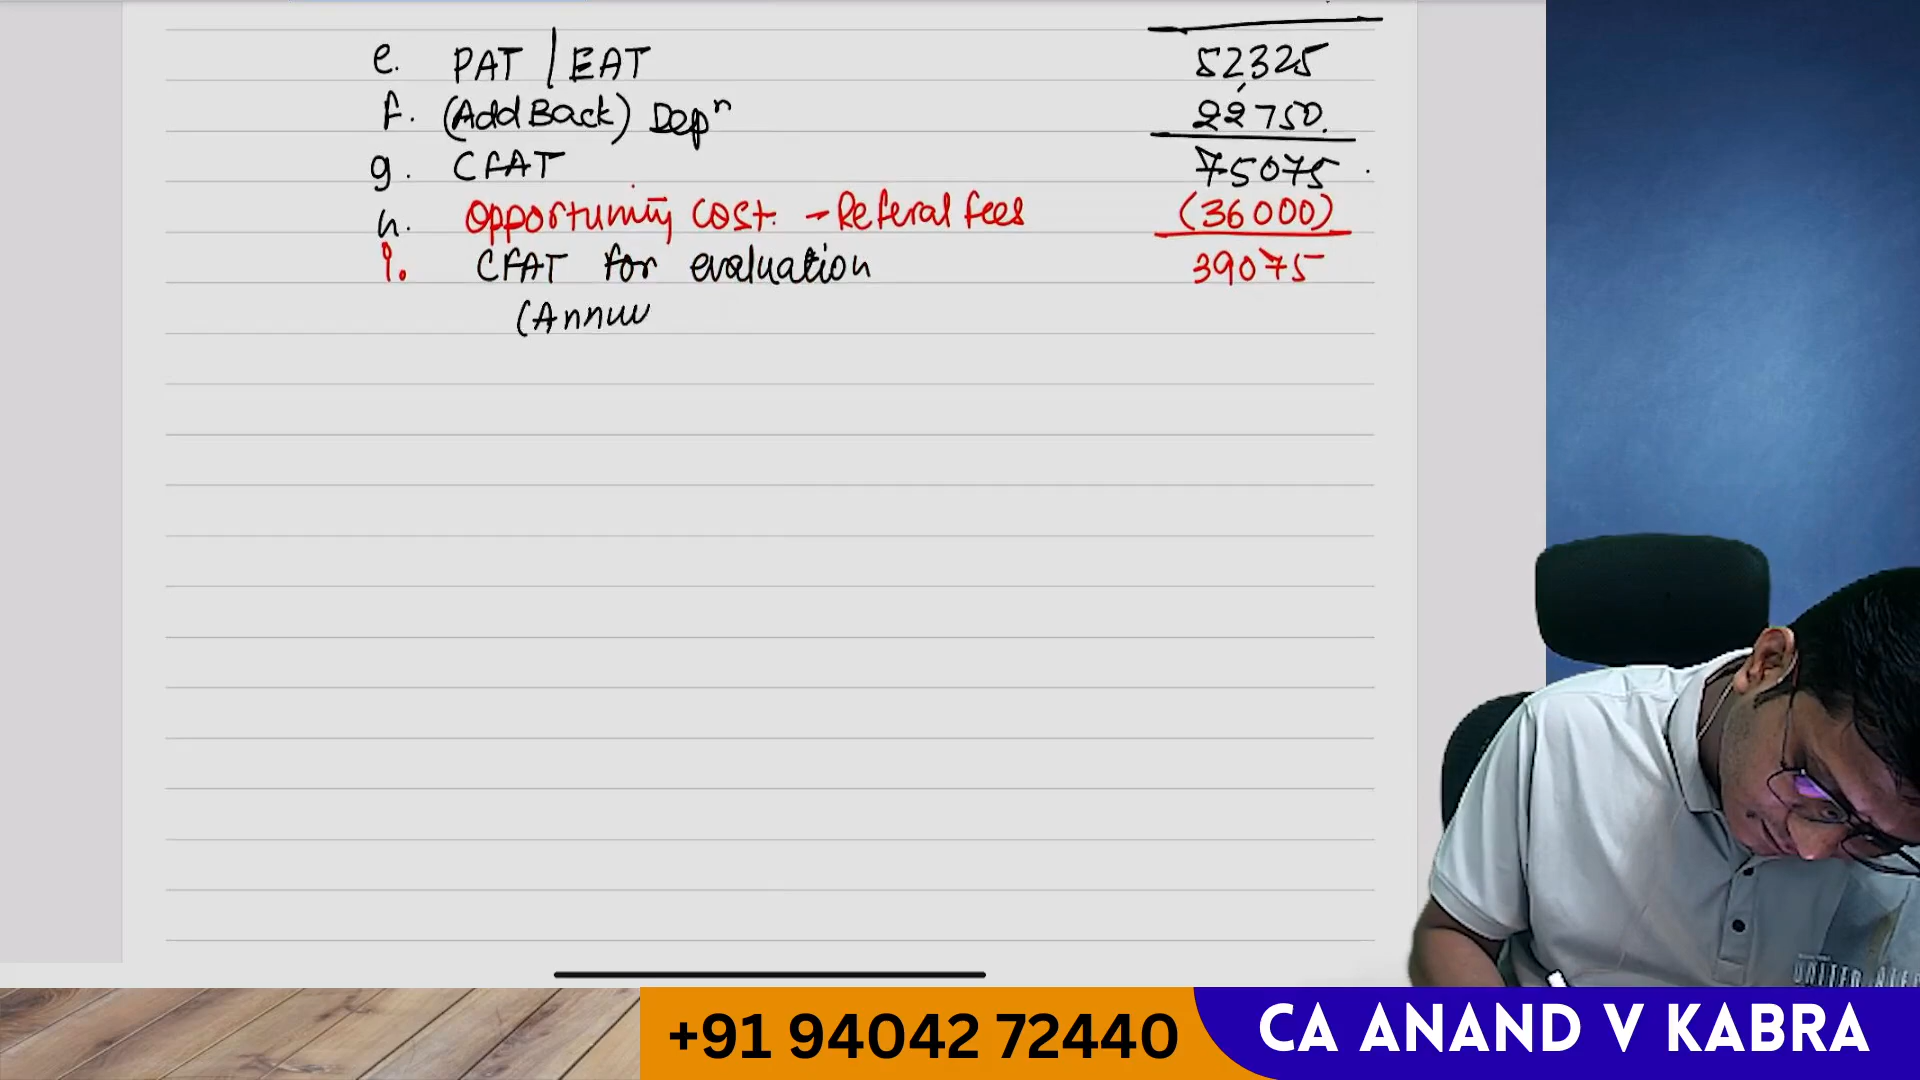 e. PAT | EAT 52325
f. (Add Back) Depⁿ 22750
g. CFAT 75075
h. Opportunity cost. - Referal fees (36000)
i. CFAT for evaluation 39075
(Annu
+91 94042 72440
CA ANAND V KABRA